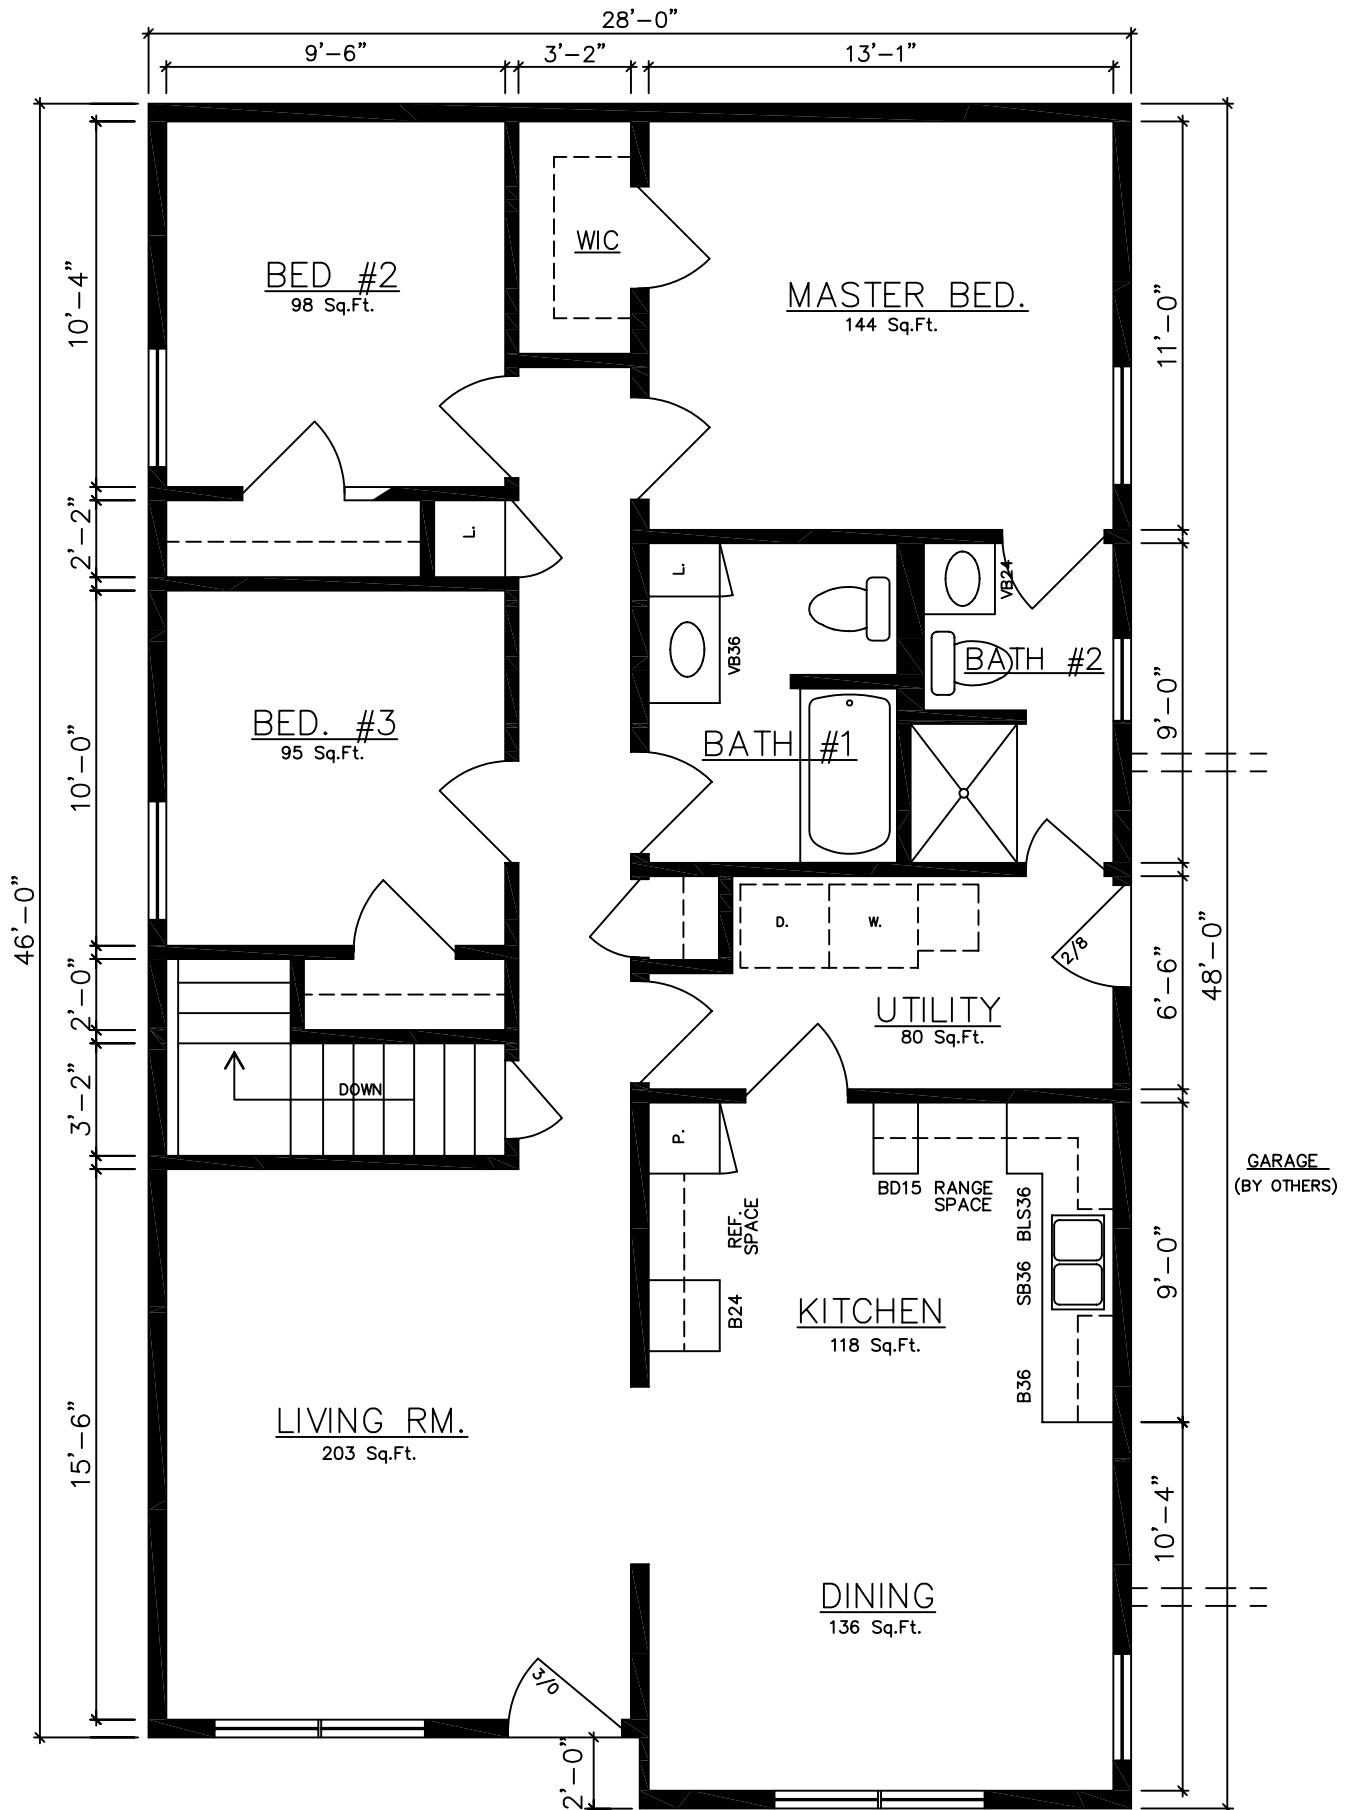 28'-0"
9'-6"
3'-2"
13'-1"
WIC
BED #2
98 Sq.Ft.
MASTER BED.
144 Sq.Ft.
10'-4"
11'-0"
2'-2"
L.
L.
VB24
VB36
BATH #2
BED. #3
95 Sq.Ft.
BATH #1
9'-0"
10'-0"
46'-0"
D.
W.
2/8
48'-0"
2'-0"
UTILITY
80 Sq.Ft.
6'-6"
3'-2"
DOWN
P.
GARAGE
(BY OTHERS)
BD15
RANGE
SPACE
BLS36
REF.
SPACE
9'-0"
SB36
B24
KITCHEN
118 Sq.Ft.
B36
LIVING RM.
203 Sq.Ft.
15'-6"
10'-4"
DINING
136 Sq.Ft.
3/0
2'-0"